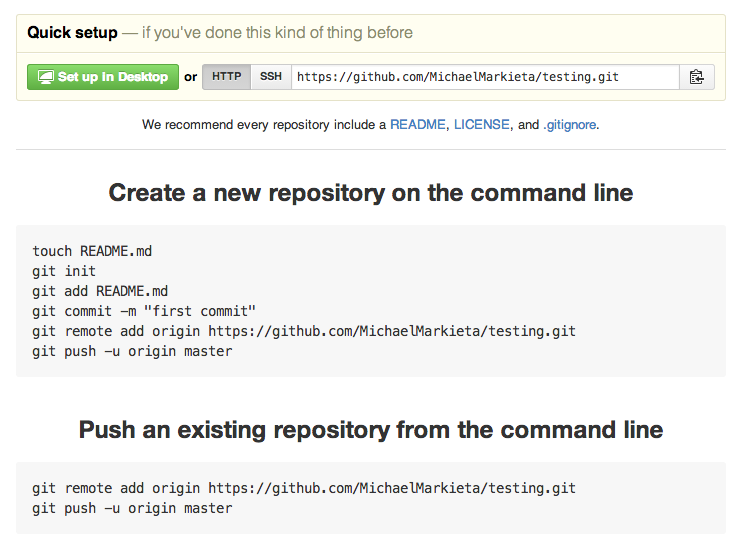 Quick setup — if you've done this kind of thing before
Set up in Desktop or HTTP SSH https://github.com/MichaelMarkieta/testing.git
We recommend every repository include a README, LICENSE, and .gitignore.
Create a new repository on the command line
touch README.md
git init
git add README.md
git commit -m "first commit"
git remote add origin https://github.com/MichaelMarkieta/testing.git
git push -u origin master
Push an existing repository from the command line
git remote add origin https://github.com/MichaelMarkieta/testing.git
git push -u origin master